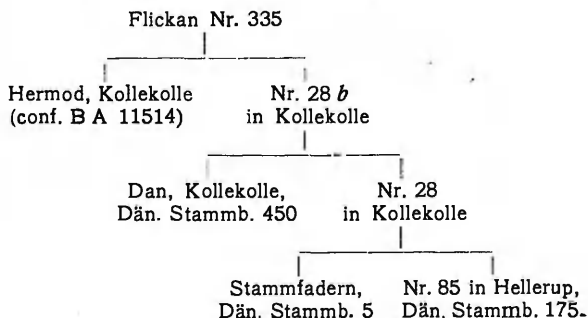 Flickan Nr. 335
Hermod, Kollekolle
(conf. B A 11514)
Nr. 28 b
in Kollekolle
Dan, Kollekolle,
Dän. Stammb. 450
Nr. 28
in Kollekolle
Stammfadern,
Dän. Stammb. 5
Nr. 85 in Hellerup,
Dän. Stammb. 175.